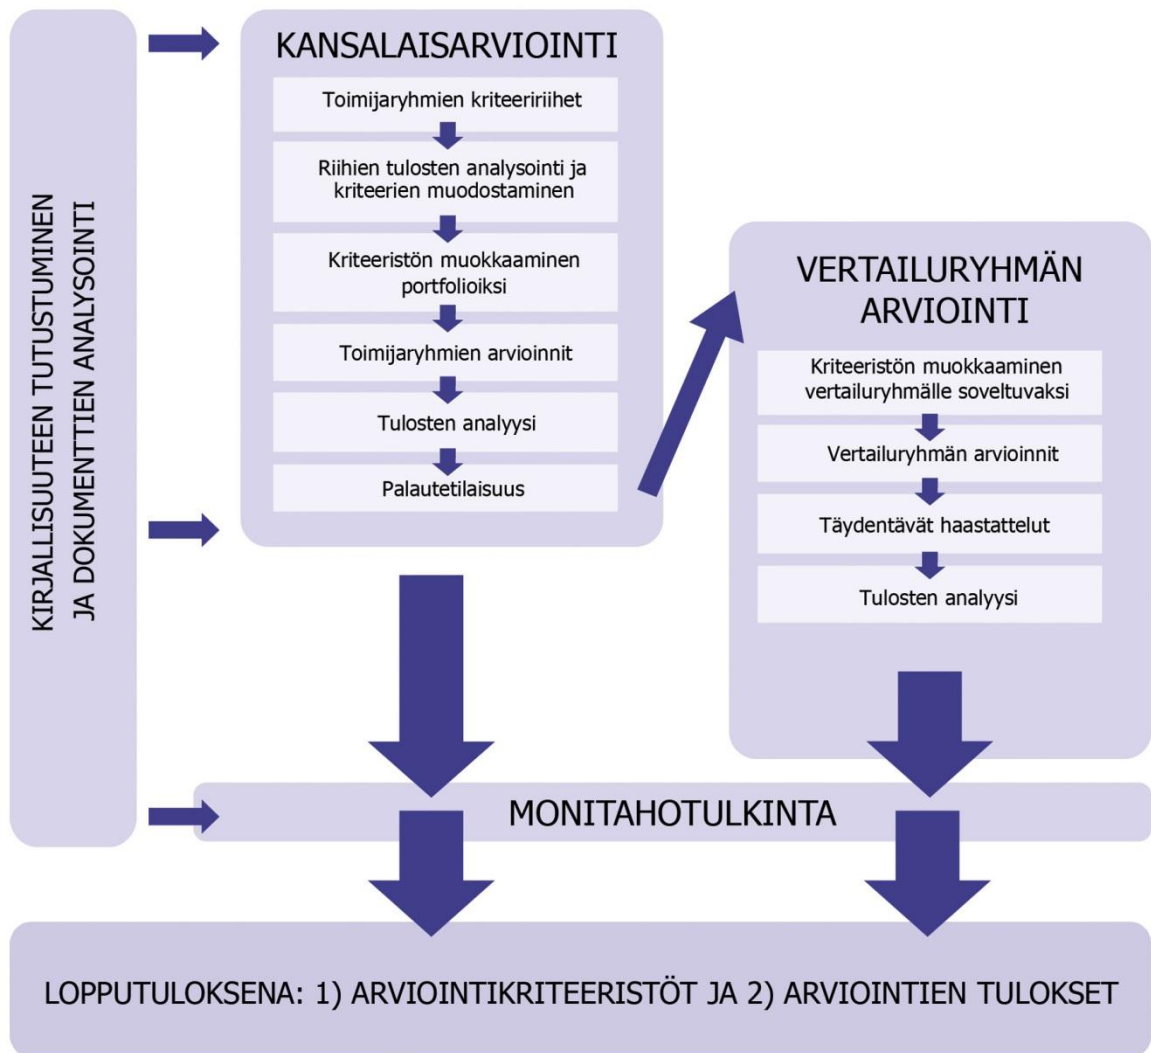 KIRJALLISUUTEEN TUTUSTUMINEN
JA DOKUMENTTIEN ANALYSOINTI
KANSALAISARVIOINTI
Toimijaryhmien kriteeririihet
Riihien tulosten analysointi ja
kriteerien muodostaminen
Kriteeristön muokkaaminen
portfolioiksi
Toimijaryhmien arvioinnit
Tulosten analyysi
Palautetilaisuus
VERTAILURYHMÄN
ARVIOINTI
Kriteeristön muokkaaminen
vertailuryhmälle soveltuvaksi
Vertailuryhmän arvioinnit
Täydentävät haastattelut
Tulosten analyysi
MONITAHOTULKINTA
LOPPUTULOKSENA: 1) ARVIOINTIKRITEERISTÖT JA 2) ARVIOINTIEN TULOKSET